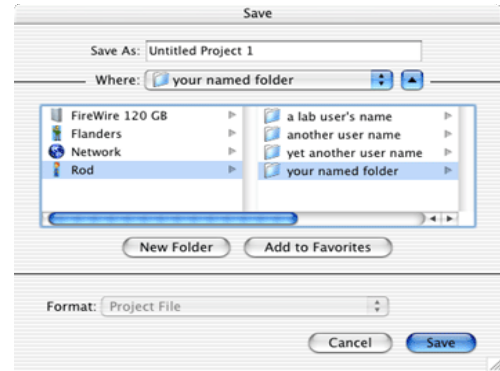 Save
Save As: Untitled Project 1
Where: your named folder
FireWire 120 GB
Flanders
Network
Rod
a lab user's name
another user name
yet another user name
your named folder
New Folder
Add to Favorites
Format: Project File
Cancel
Save